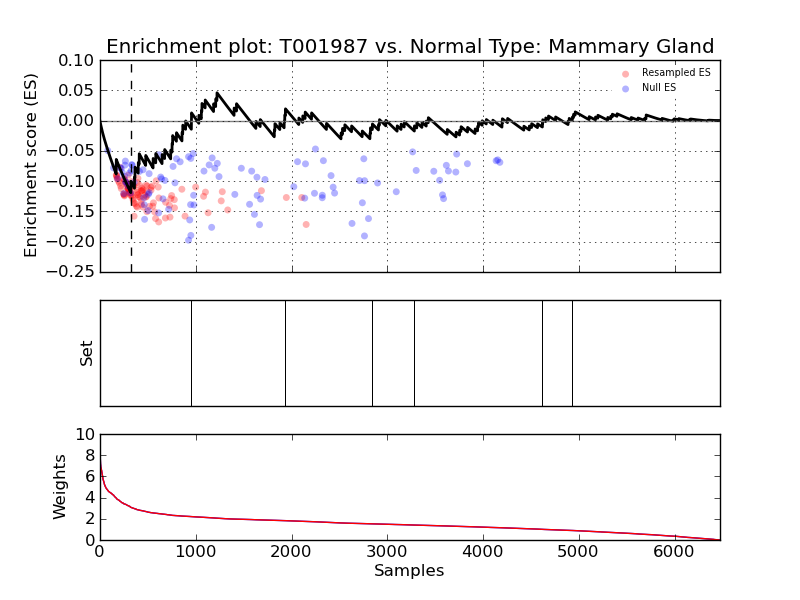 Enrichment plot: T001987 vs. Normal Type: Mammary Gland
Enrichment score (ES)
0.10
0.05
0.00
−0.05
−0.10
−0.15
−0.20
−0.25
Resampled ES
Null ES
Set
Weights
10
8
6
4
2
0
0 1000 2000 3000 4000 5000 6000
Samples